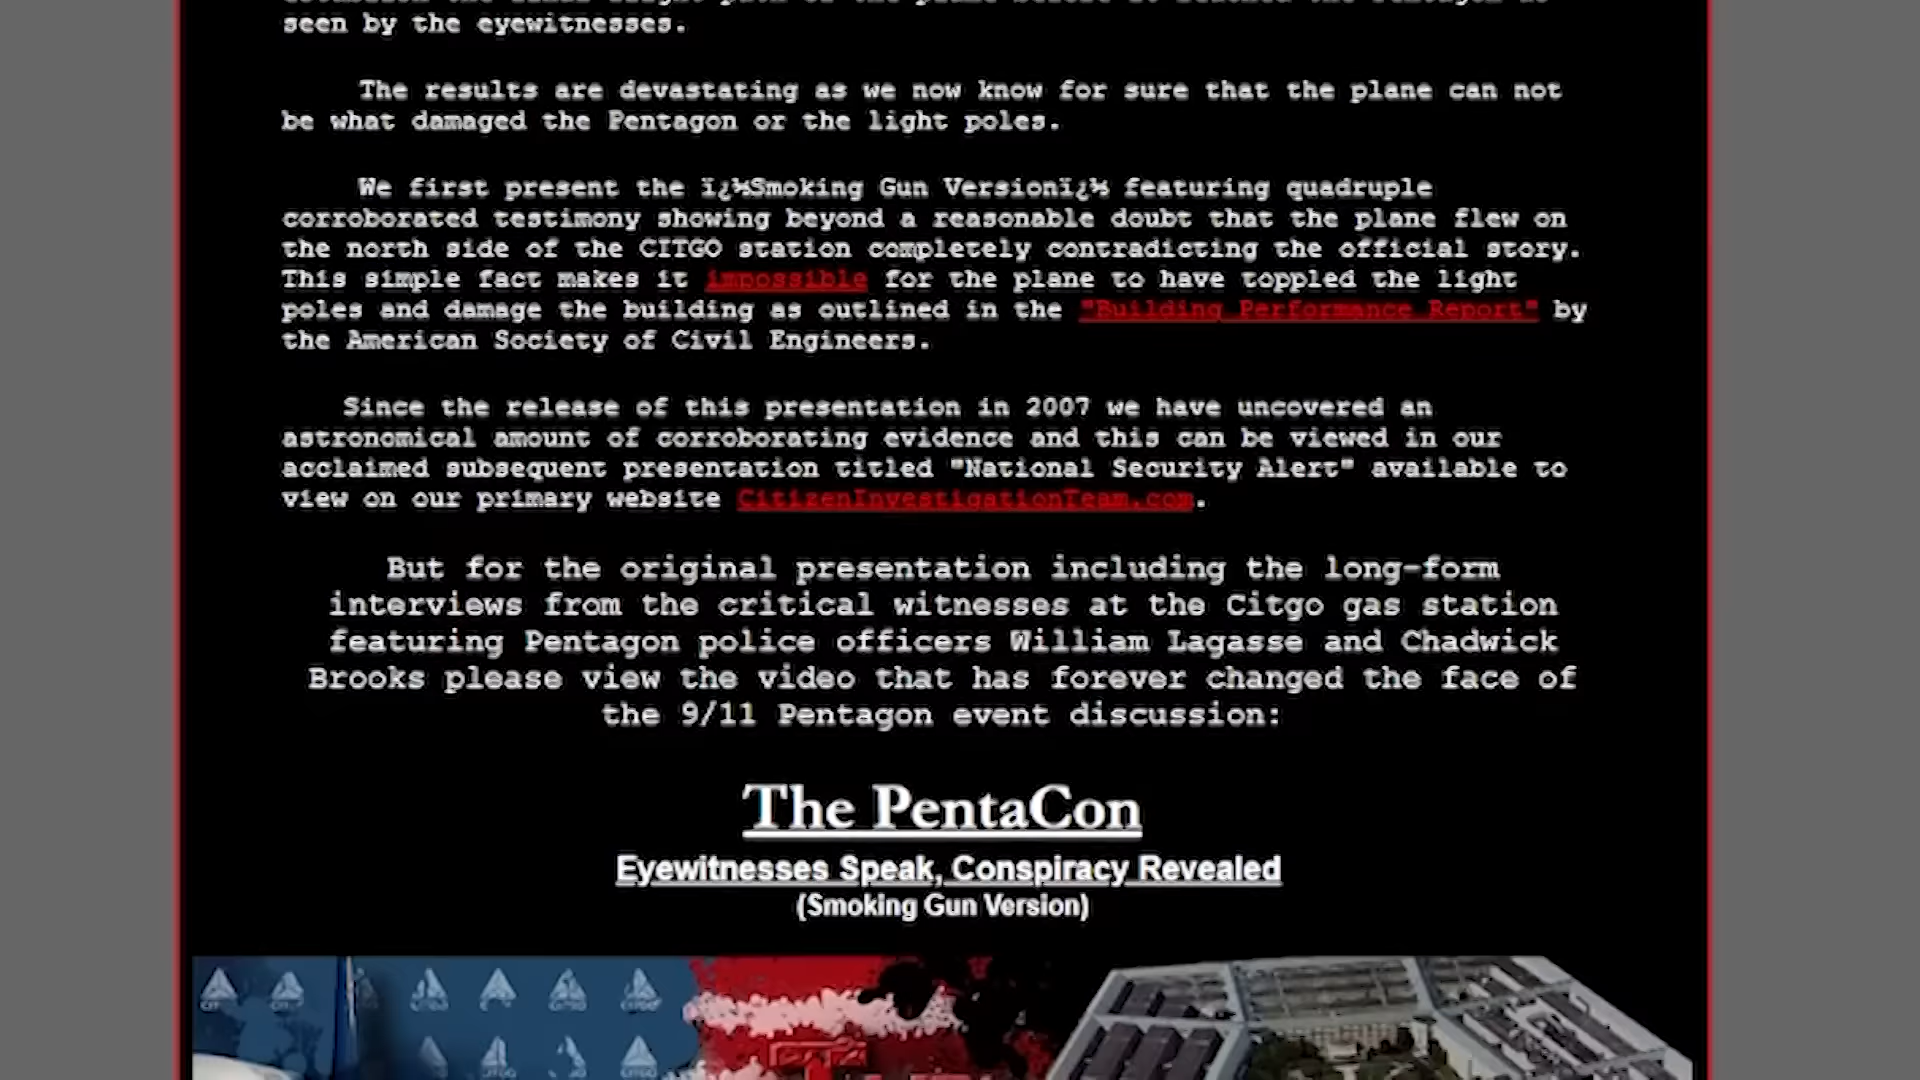 seen by the eyewitnesses.
The results are devastating as we now know for sure that the plane can not
be what damaged the Pentagon or the light poles.
We first present the ï¿½Smoking Gun Versionï¿½ featuring quadruple
corroborated testimony showing beyond a reasonable doubt that the plane flew on
the north side of the CITGO station completely contradicting the official story.
This simple fact makes it impossible for the plane to have toppled the light
poles and damage the building as outlined in the "Building Performance Report" by
the American Society of Civil Engineers.
Since the release of this presentation in 2007 we have uncovered an
astronomical amount of corroborating evidence and this can be viewed in our
acclaimed subsequent presentation titled "National Security Alert" available to
view on our primary website CitizenInvestigationTeam.com.
But for the original presentation including the long-form
interviews from the critical witnesses at the Citgo gas station
featuring Pentagon police officers William Lagasse and Chadwick
Brooks please view the video that has forever changed the face of
the 9/11 Pentagon event discussion:
The PentaCon
Eyewitnesses Speak, Conspiracy Revealed
(Smoking Gun Version)